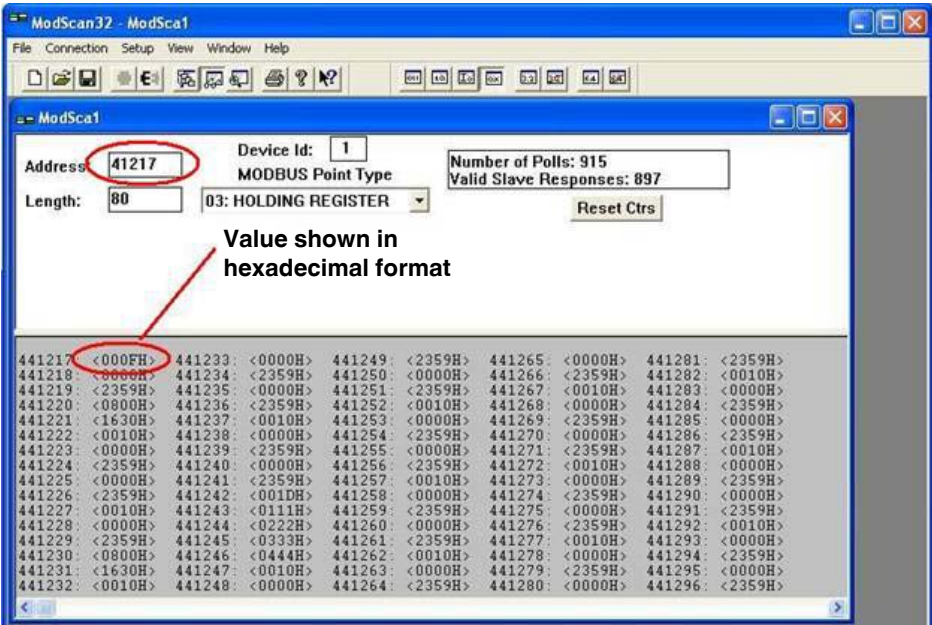 ModScan32 - ModSca1
File Connection Setup View Window Help
ModSca1
Address: 41217
Device Id: 1
MODBUS Point Type
Length: 80
03: HOLDING REGISTER
Number of Polls: 915
Valid Slave Responses: 897
Reset Ctrs
Value shown in
hexadecimal format
441217: <000FH> 441233: <0000H> 441249: <2359H> 441265: <0000H> 441281: <2359H>
441218: <0000H> 441234: <2359H> 441250: <0000H> 441266: <2359H> 441282: <0010H>
441219: <2359H> 441235: <0000H> 441251: <2359H> 441267: <0010H> 441283: <0000H>
441220: <0800H> 441236: <2359H> 441252: <0010H> 441268: <0000H> 441284: <2359H>
441221: <1630H> 441237: <0010H> 441253: <0000H> 441269: <2359H> 441285: <0000H>
441222: <0010H> 441238: <0000H> 441254: <2359H> 441270: <0000H> 441286: <2359H>
441223: <0000H> 441239: <2359H> 441255: <0000H> 441271: <2359H> 441287: <0010H>
441224: <2359H> 441240: <0000H> 441256: <2359H> 441272: <0010H> 441288: <0000H>
441225: <0000H> 441241: <2359H> 441257: <0010H> 441273: <0000H> 441289: <2359H>
441226: <2359H> 441242: <001DH> 441258: <0000H> 441274: <2359H> 441290: <0000H>
441227: <0010H> 441243: <0111H> 441259: <2359H> 441275: <0000H> 441291: <2359H>
441228: <0000H> 441244: <0222H> 441260: <0000H> 441276: <2359H> 441292: <0010H>
441229: <2359H> 441245: <0333H> 441261: <2359H> 441277: <0010H> 441293: <0000H>
441230: <0800H> 441246: <0444H> 441262: <0010H> 441278: <0000H> 441294: <2359H>
441231: <1630H> 441247: <0010H> 441263: <0000H> 441279: <2359H> 441295: <0000H>
441232: <0010H> 441248: <0000H> 441264: <2359H> 441280: <0000H> 441296: <2359H>